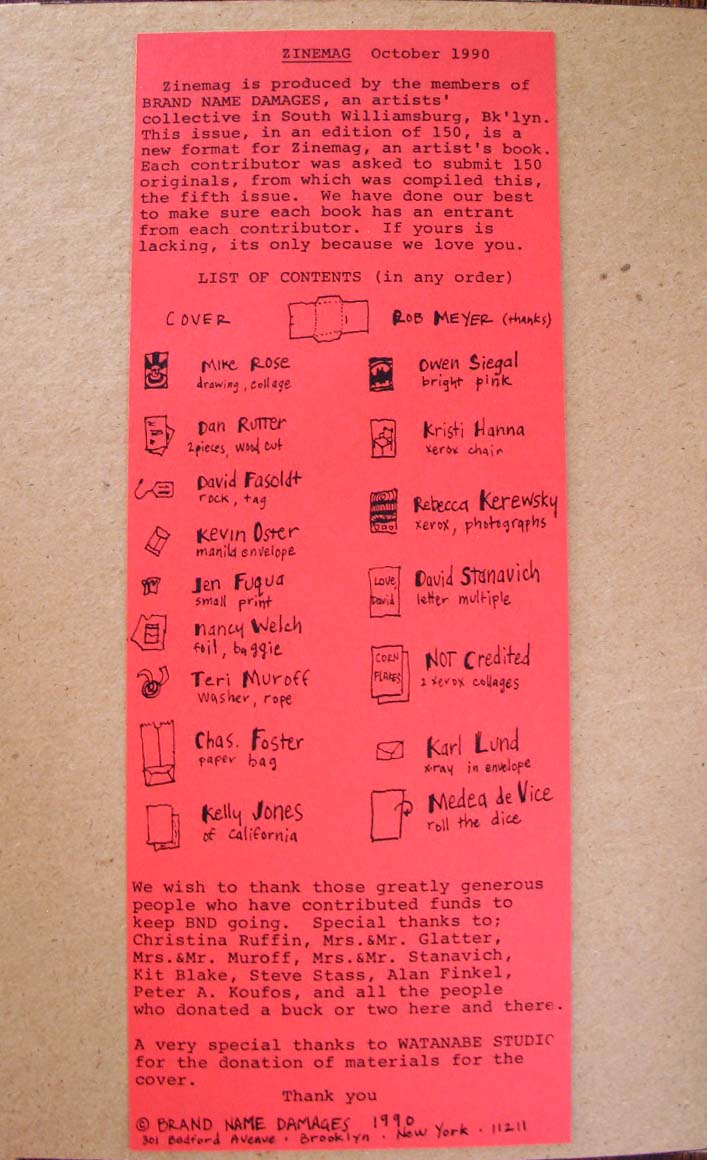 ZINEMAG October 1990
Zinemag is produced by the members of
BRAND NAME DAMAGES, an artists'
collective in South Williamsburg, Bk'lyn.
This issue, in an edition of 150, is a
new format for Zinemag, an artist's book.
Each contributor was asked to submit 150
originals, from which was compiled this,
the fifth issue. We have done our best
to make sure each book has an entrant
from each contributor. If yours is
lacking, its only because we love you.
LIST OF CONTENTS (in any order)
COVER ROB MEYER (thanks)
Mike Rose
drawing, collage
Dan Rutter
2pieces, wood cut
David Fasoldt
rock, tag
Kevin Oster
manila envelope
Jen Fuqua
small print
nancy Welch
foil, baggie
Teri Muroff
washer, rope
Chas. Foster
paper bag
Kelly Jones
of california
Owen Siegal
bright pink
Kristi Hanna
xerox chair
Rebecca Kerewsky
xerox, photographs
LOVE,
David
David Stanavich
letter multiple
CORN
FLAKES
NOT Credited
2 xerox collages
Karl Lund
x-ray in envelope
Medea de Vice
roll the dice
We wish to thank those greatly generous
people who have contributed funds to
keep BND going. Special thanks to;
Christina Ruffin, Mrs.&Mr. Glatter,
Mrs.&Mr. Muroff, Mrs.&Mr. Stanavich,
Kit Blake, Steve Stass, Alan Finkel,
Peter A. Koufos, and all the people
who donated a buck or two here and there.
A very special thanks to WATANABE STUDIO
for the donation of materials for the
cover.
Thank you
© BRAND NAME DAMAGES 1990
301 Bedford Aveaue · Brooklyn · New York · 11211